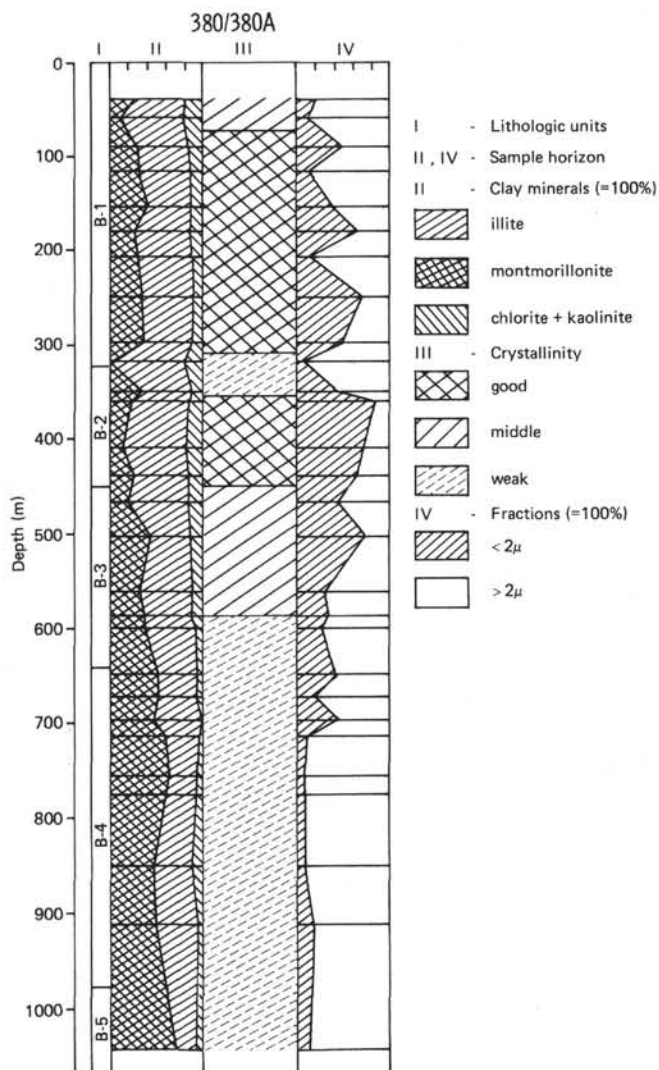 380/380A
I II III IV
0
100
200
300
400
500
600
700
800
900
1000
Depth (m)
B-1
B-2
B-3
B-4
B-5
I - Lithologic units
II , IV - Sample horizon
II - Clay minerals (=100%)
illite
montmorillonite
chlorite + kaolinite
III - Crystallinity
good
middle
weak
IV - Fractions (=100%)
<2μ
>2μ